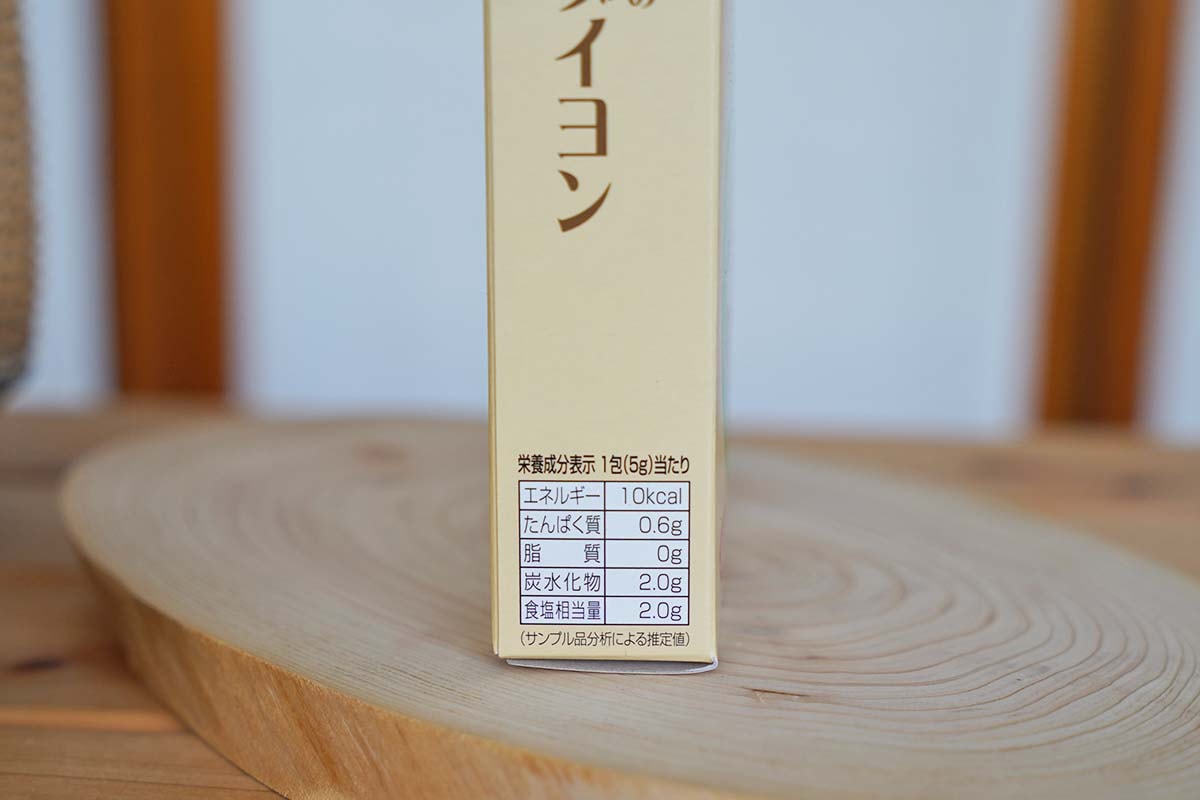 イヨン
の
栄養成分表示 1包(5g)当たり
エネルギー 10kcal
たんぱく質 0.6g
脂質 0g
炭水化物 2.0g
食塩相当量 2.0g
(サンプル品分析による推定値)